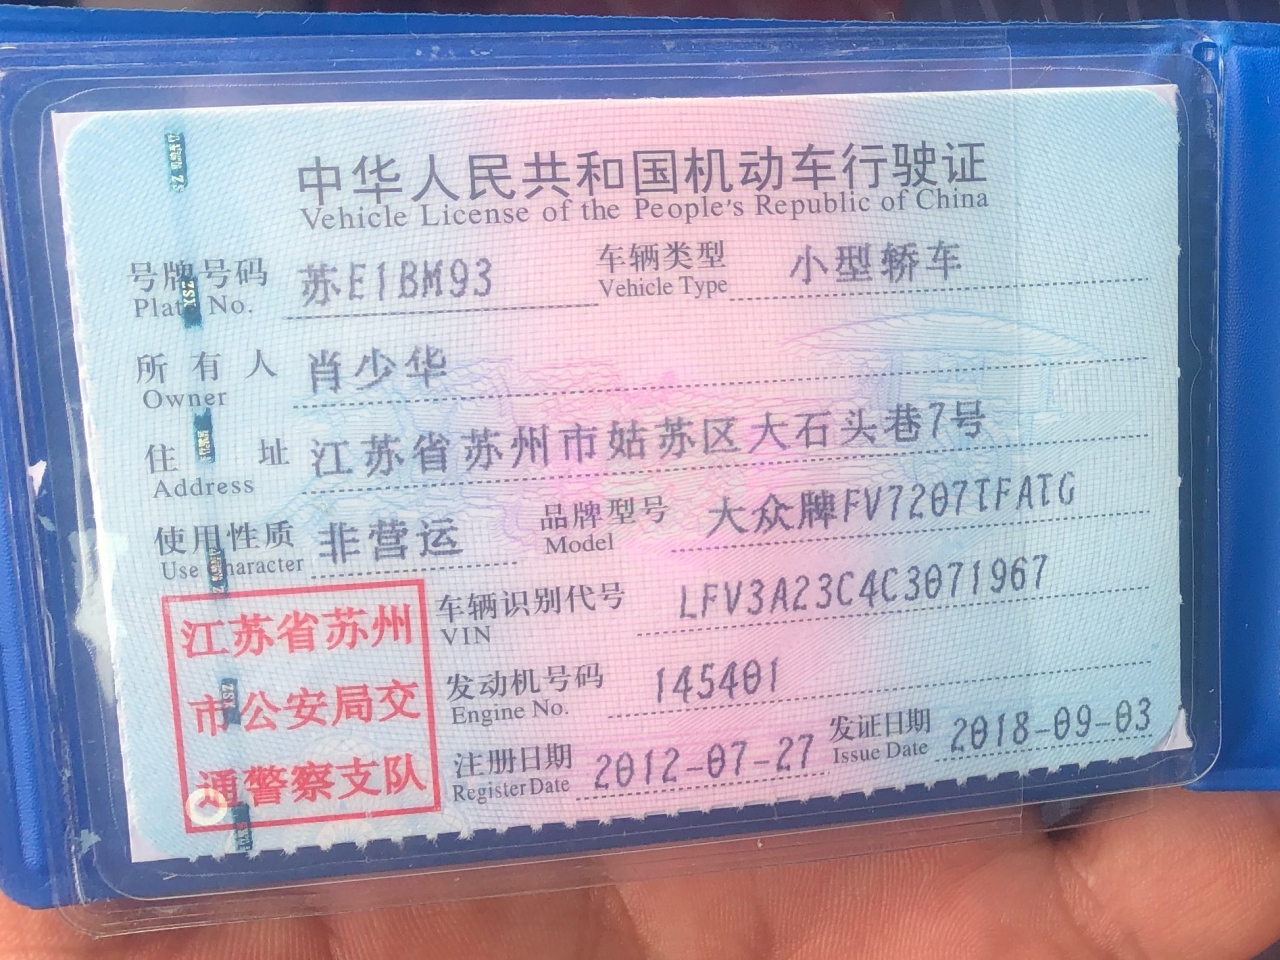 中华人民共和国机动车行驶证
Vehicle License of the People's Republic of China
号牌号码 苏E1BM93 车辆类型 小型轿车
Plate No. Vehicle Type
所有人 肖少华
Owner
住址 江苏省苏州市姑苏区大石头巷7号
Address
使用性质 非营运 品牌型号 大众牌FV7207TFATG
Use Character Model
江苏省苏州
市公安局交
通警察支队
车辆识别代号 LFV3A23C4C3071967
VIN
发动机号码 145401
Engine No.
注册日期 2012-07-27 发证日期 2018-09-03
Register Date Issue Date